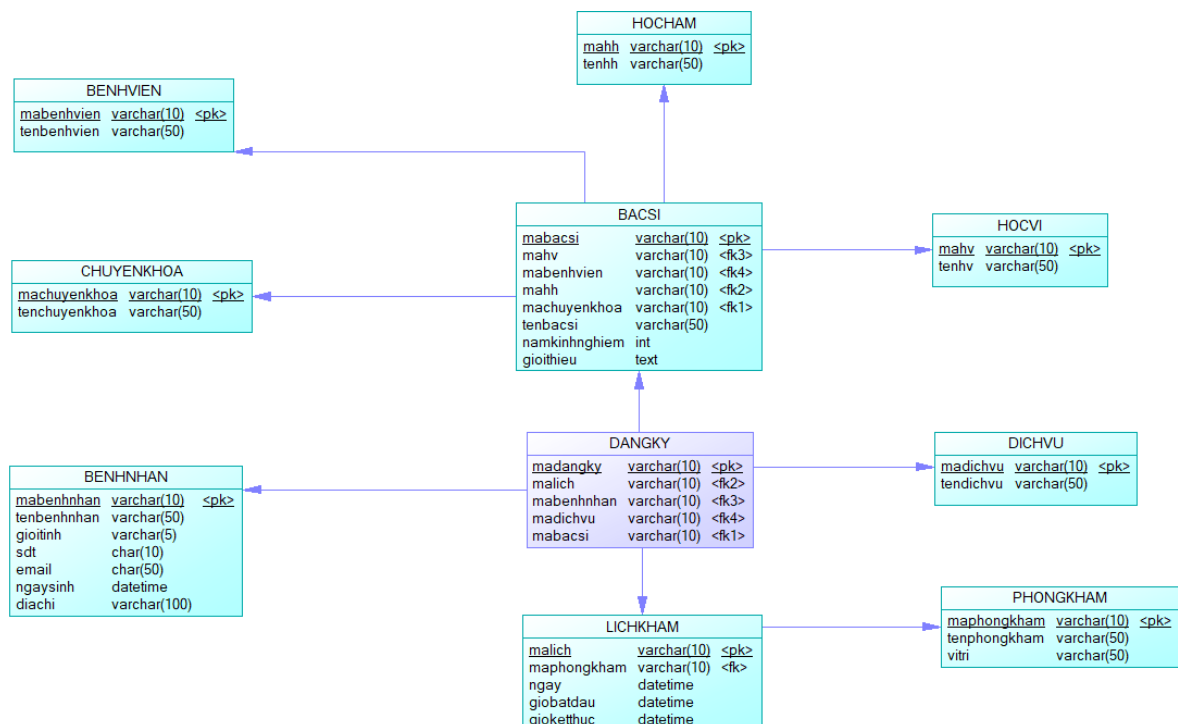 HOCHAM
mahh varchar(10) <pk>
tenhh varchar(50)
BENHVIEN
mabenhvien varchar(10) <pk>
tenbenhvien varchar(50)
BACSI
mabacsi varchar(10) <pk>
mahv varchar(10) <fk3>
mabenhvien varchar(10) <fk4>
mahh varchar(10) <fk2>
machuyenkhoa varchar(10) <fk1>
tenbacsi varchar(50)
namkinhnghiem int
gioithieu text
HOCVI
mahv varchar(10) <pk>
tenhv varchar(50)
CHUYENKHOA
machuyenkhoa varchar(10) <pk>
tenchuyenkhoa varchar(50)
DANGKY
madangky varchar(10) <pk>
malich varchar(10) <fk2>
mabenhnhan varchar(10) <fk3>
madichvu varchar(10) <fk4>
mabacsi varchar(10) <fk1>
DICHVU
madichvu varchar(10) <pk>
tendichvu varchar(50)
BENHNHAN
mabenhnhan varchar(10) <pk>
tenbenhnhan varchar(50)
gioitinh varchar(5)
sdt char(10)
email char(50)
ngaysinh datetime
diachi varchar(100)
PHONGKHAM
maphongkham varchar(10) <pk>
tenphongkham varchar(50)
vitri varchar(50)
LICHKHAM
malich varchar(10) <pk>
maphongkham varchar(10) <fk>
ngay datetime
giobatdau datetime
gioketthuc datetime